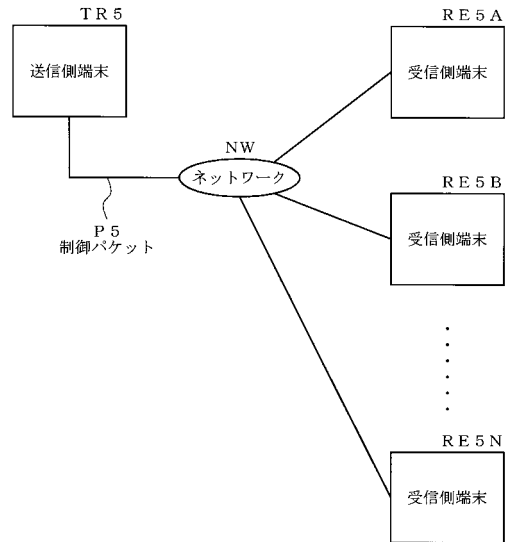 ＴＲ５
送信側端末
ＲＥ５Ａ
受信側端末
ＮＷ
ネットワーク
Ｐ５
制御パケット
ＲＥ５Ｂ
受信側端末
ＲＥ５Ｎ
受信側端末